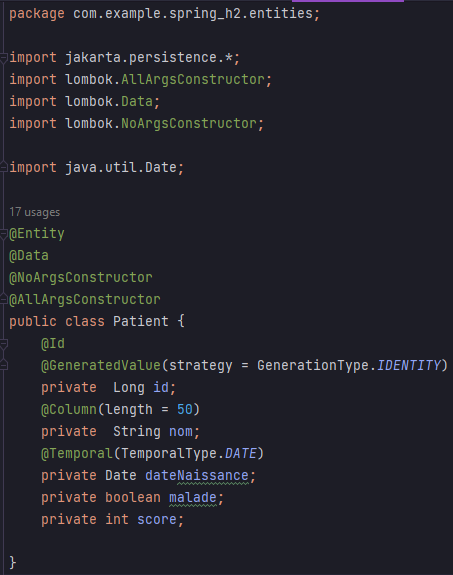 package com.example.spring_h2.entities;
import jakarta.persistence.*;
import lombok.AllArgsConstructor;
import lombok.Data;
import lombok.NoArgsConstructor;
import java.util.Date;
17 usages
@Entity
@Data
@NoArgsConstructor
@AllArgsConstructor
public class Patient {
    @Id
    @GeneratedValue(strategy = GenerationType.IDENTITY)
    private  Long id;
    @Column(length = 50)
    private  String nom;
    @Temporal(TemporalType.DATE)
    private Date dateNaissance;
    private boolean malade;
    private int score;
}